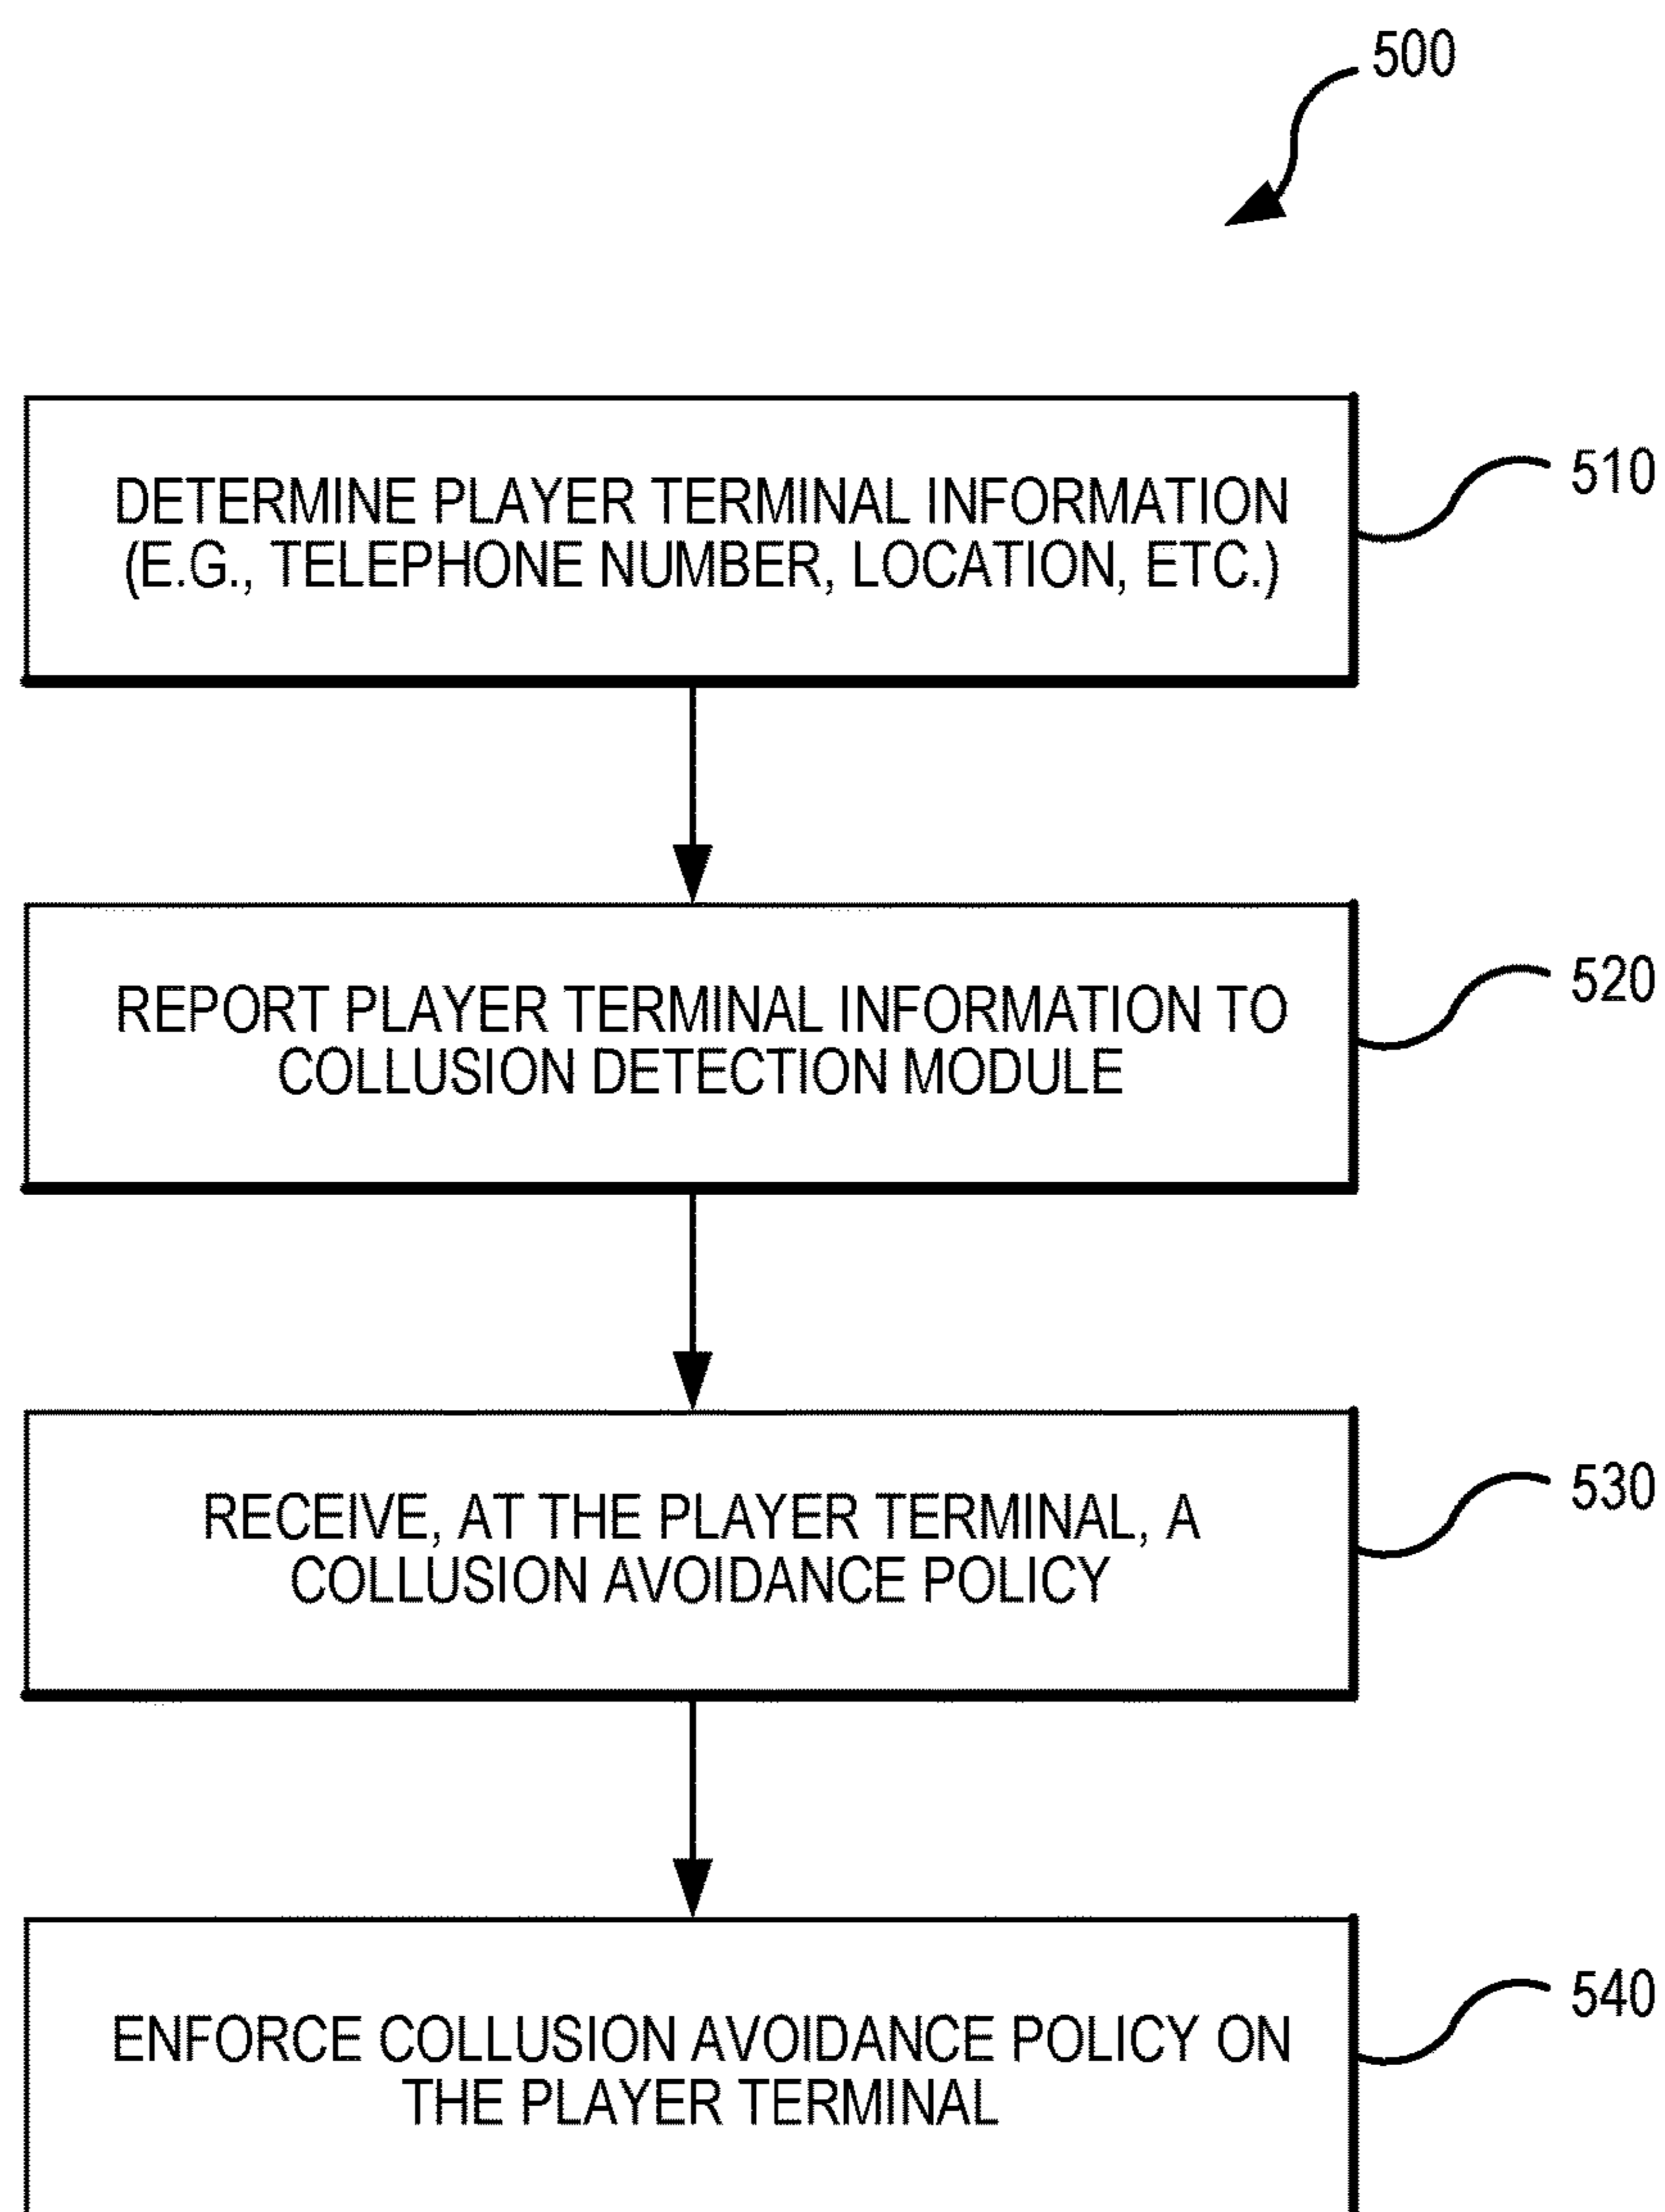 500
DETERMINE PLAYER TERMINAL INFORMATION
(E.G., TELEPHONE NUMBER, LOCATION, ETC.)
510
REPORT PLAYER TERMINAL INFORMATION TO
COLLUSION DETECTION MODULE
520
RECEIVE, AT THE PLAYER TERMINAL, A
COLLUSION AVOIDANCE POLICY
530
ENFORCE COLLUSION AVOIDANCE POLICY ON
THE PLAYER TERMINAL
540